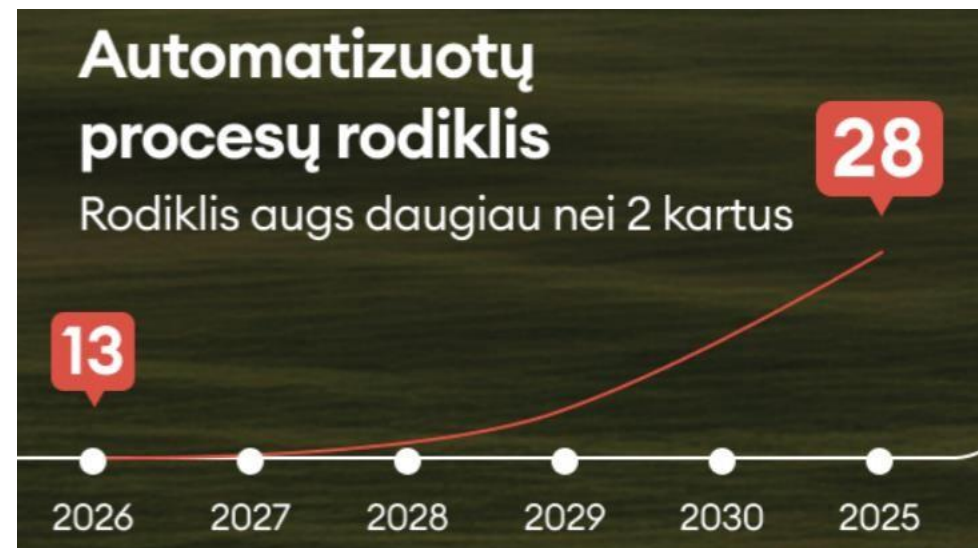 Automatizuotų
procesų rodiklis
Rodiklis augs daugiau nei 2 kartus
28
13
2026 2027 2028 2029 2030 2025